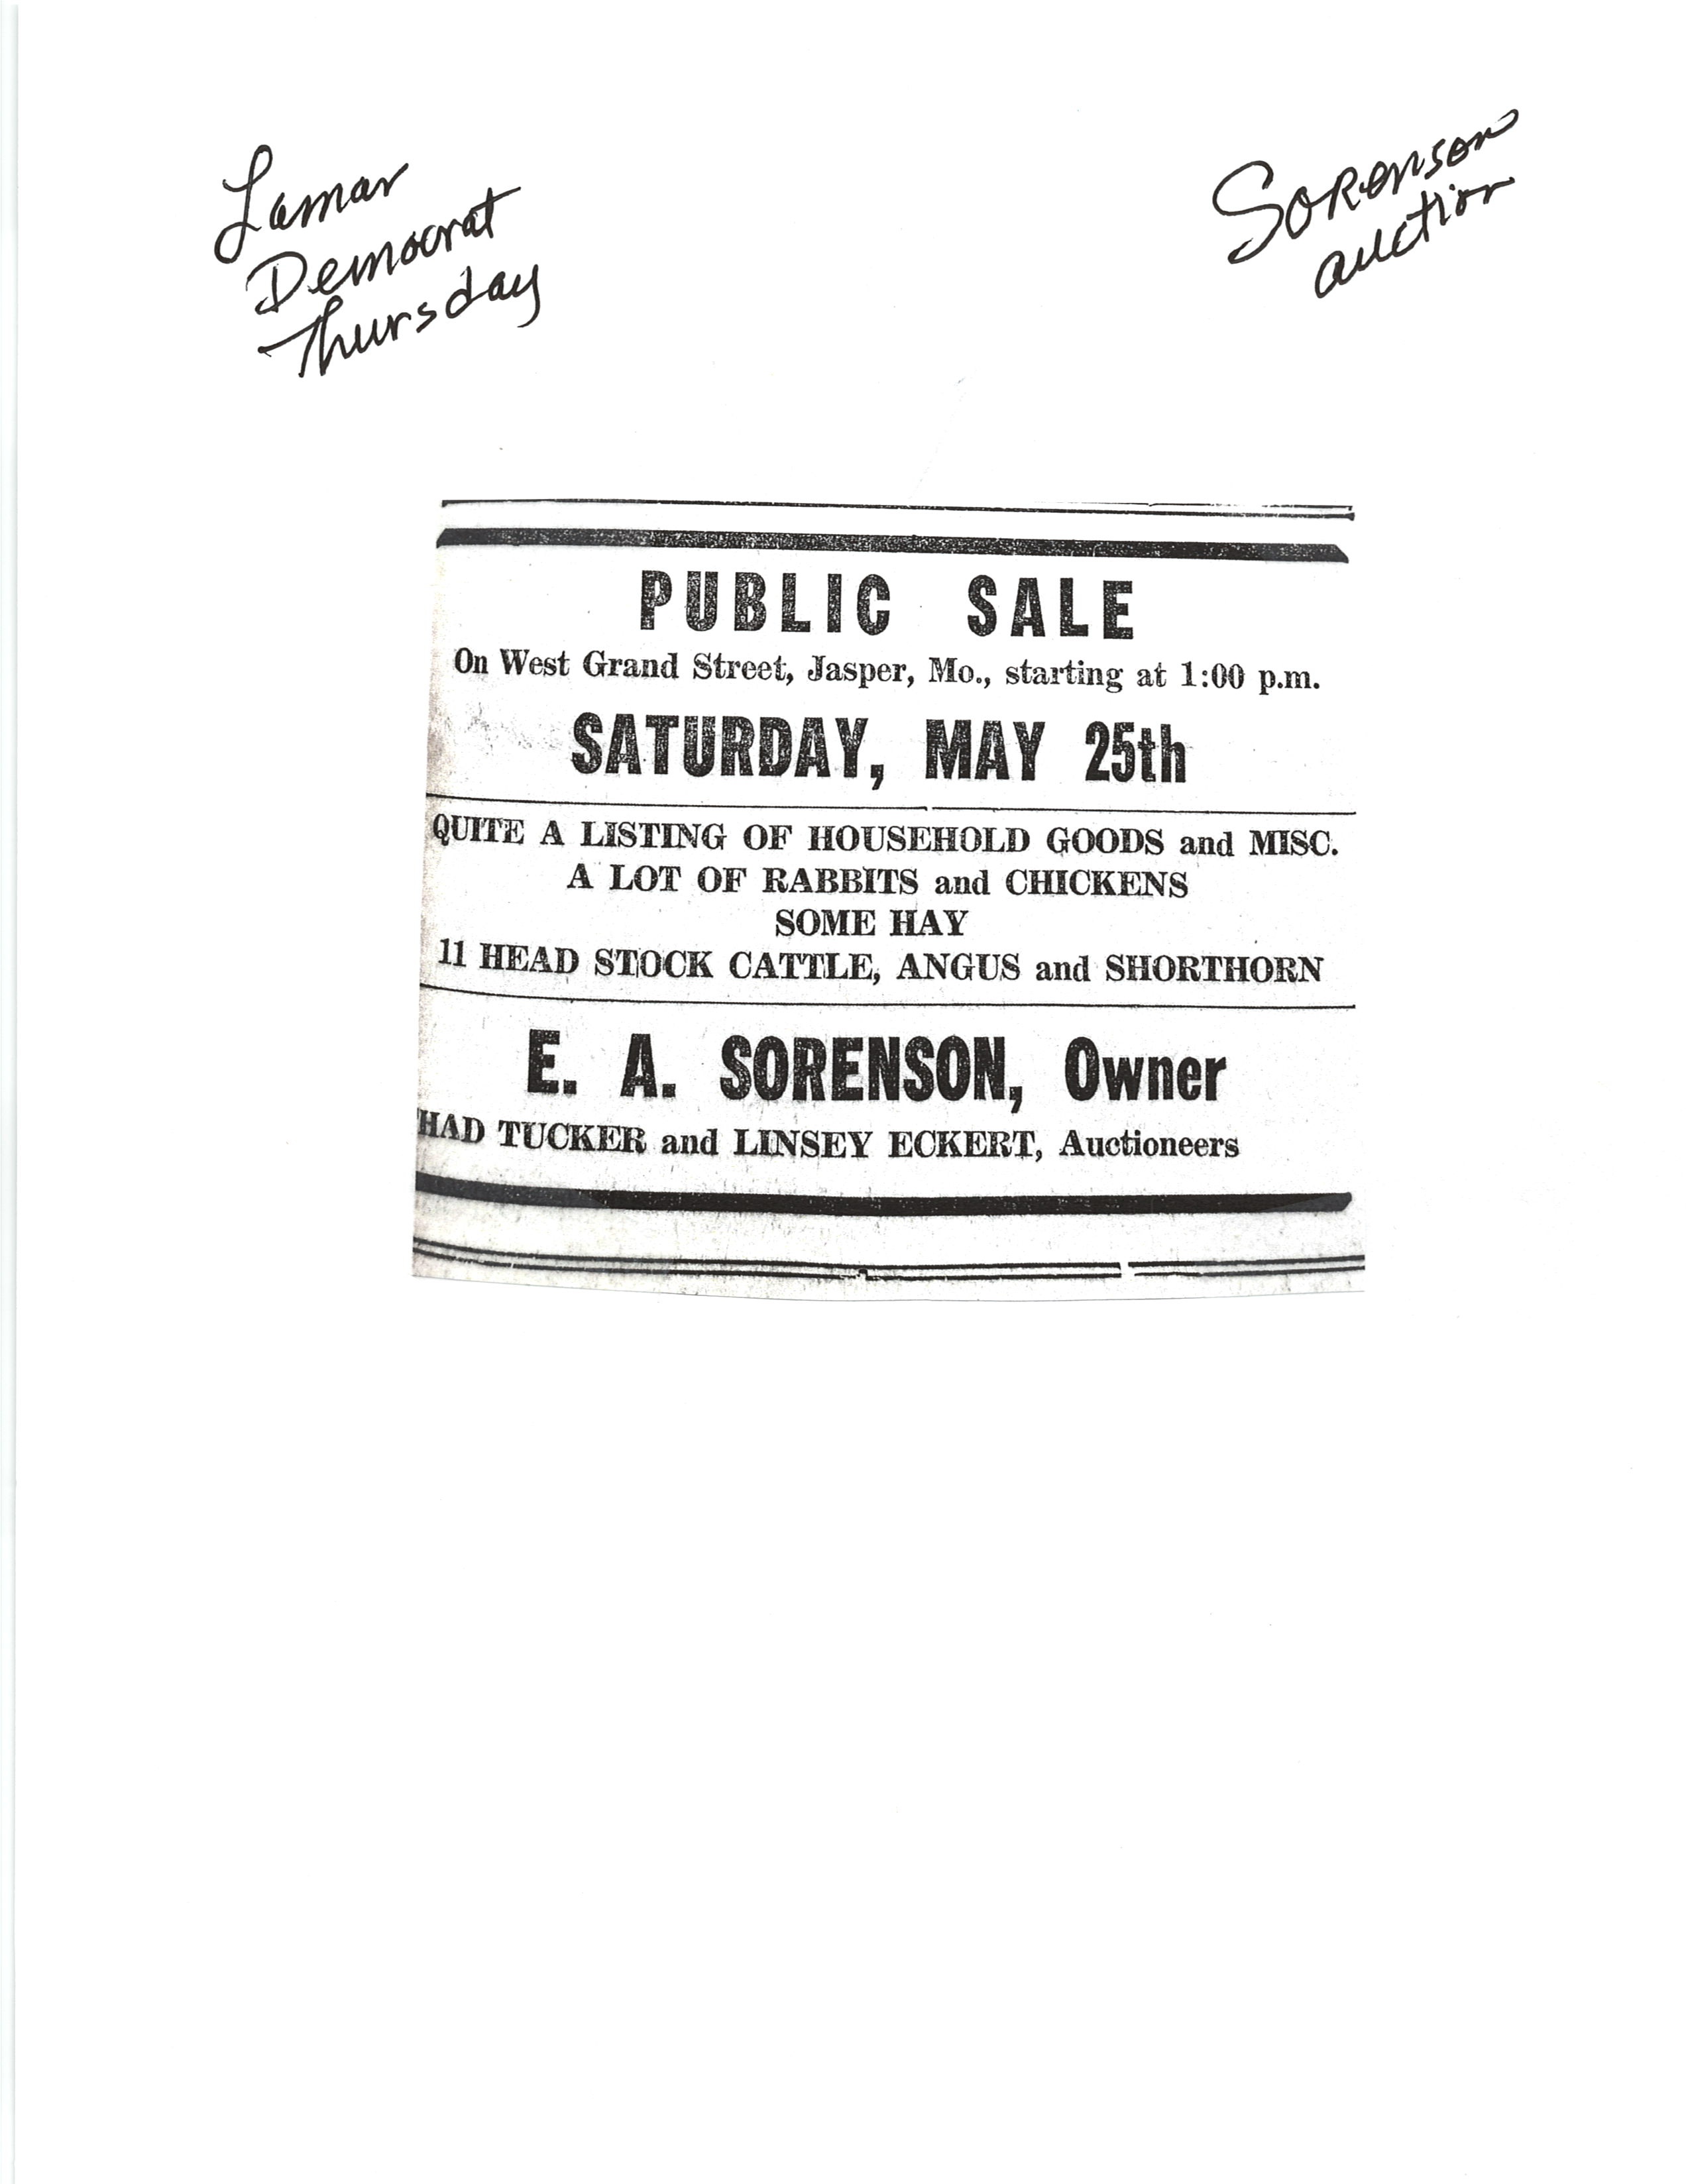 Lamar
Democrat
Thursday
Sorenson
auction
PUBLIC SALE
On West Grand Street, Jasper, Mo., starting at 1:00 p.m.
SATURDAY, MAY 25th
QUITE A LISTING OF HOUSEHOLD GOODS and MISC.
A LOT OF RABBITS and CHICKENS
SOME HAY
11 HEAD STOCK CATTLE, ANGUS and SHORTHORN
E. A. SORENSON, Owner
HAD TUCKER and LINSEY ECKERT, Auctioneers